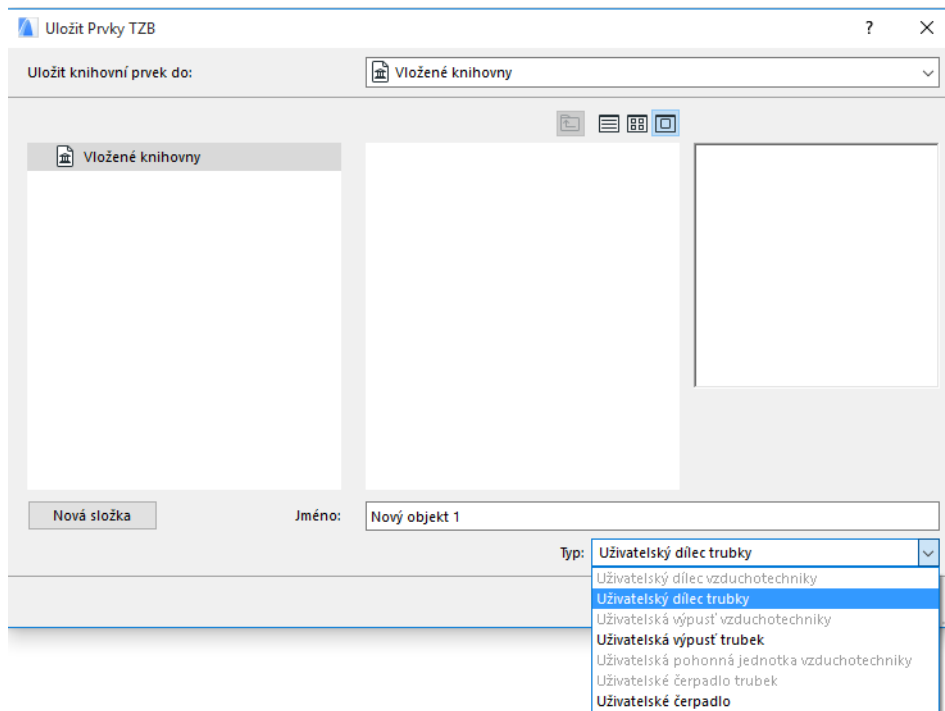 Uložit Prvky TZB
Uložit knihovní prvek do:
Vložené knihovny
Vložené knihovny
Nová složka
Jméno:
Nový objekt 1
Typ:
Uživatelský dílec trubky
Uživatelský dílec vzduchotechniky
Uživatelský dílec trubky
Uživatelský výpusť vzduchotechniky
Uživatelská výpusť trubek
Uživatelská pohonná jednotka vzduchotechniky
Uživatelské čerpadlo trubek
Uživatelské čerpadlo